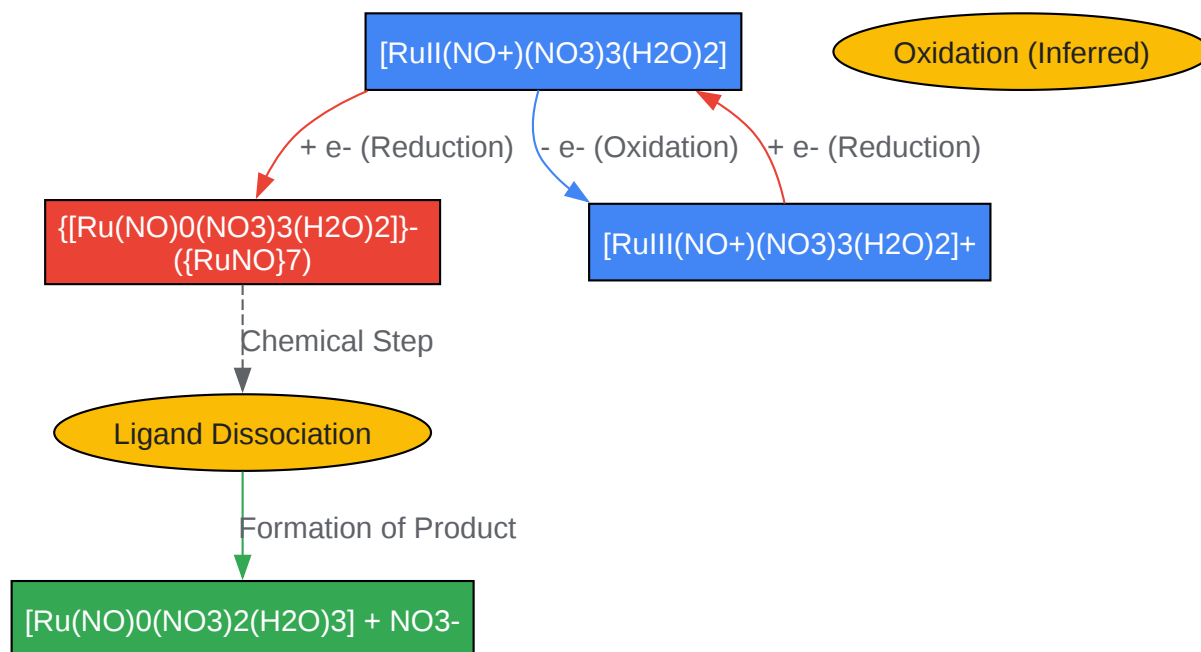 [RuII(NO+)(NO3)3(H2O)2]
Oxidation (Inferred)
+ e- (Reduction)
- e- (Oxidation)
+ e- (Reduction)
{[Ru(NO)0(NO3)3(H2O)2]}-
({RuNO}7)
[RuIII(NO+)(NO3)3(H2O)2]+
Chemical Step
Ligand Dissociation
Formation of Product
[Ru(NO)0(NO3)2(H2O)3] + NO3-